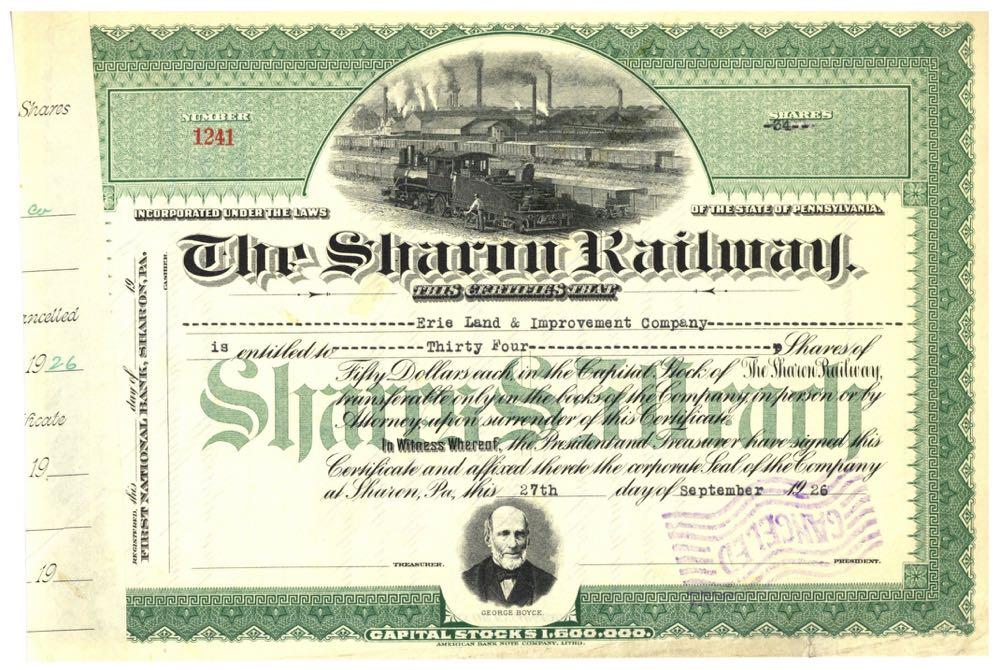 Shares
Co
ancelled
1926
ficate
19
19
NUMBER
1241
SHARES
-34--
INCORPORATED UNDER THE LAWS OF THE STATE OF PENNSYLVANIA.
The Sharon Railway.
THIS CERTIFIES THAT
Erie Land & Improvement Company
is entitled to Thirty Four Shares of
Fifty Dollars each, in the Capital Stock of The Sharon Railway,
transferable only on the books of the Company, in person or by
Attorney, upon surrender of this Certificate.
In Witness Whereof, the President and Treasurer have signed this
Certificate and affixed thereto the corporate Seal of the Company
at Sharon, Pa, this 27th day of September 1926
TREASURER.
PRESIDENT.
CANCELED
GEORGE BOYCE.
CAPITAL STOCK $1,600,000.
AMERICAN BANK NOTE COMPANY, LITHO.
REGISTERED, this day of 19
FIRST NATIONAL BANK, SHARON, PA.
CASHIER.